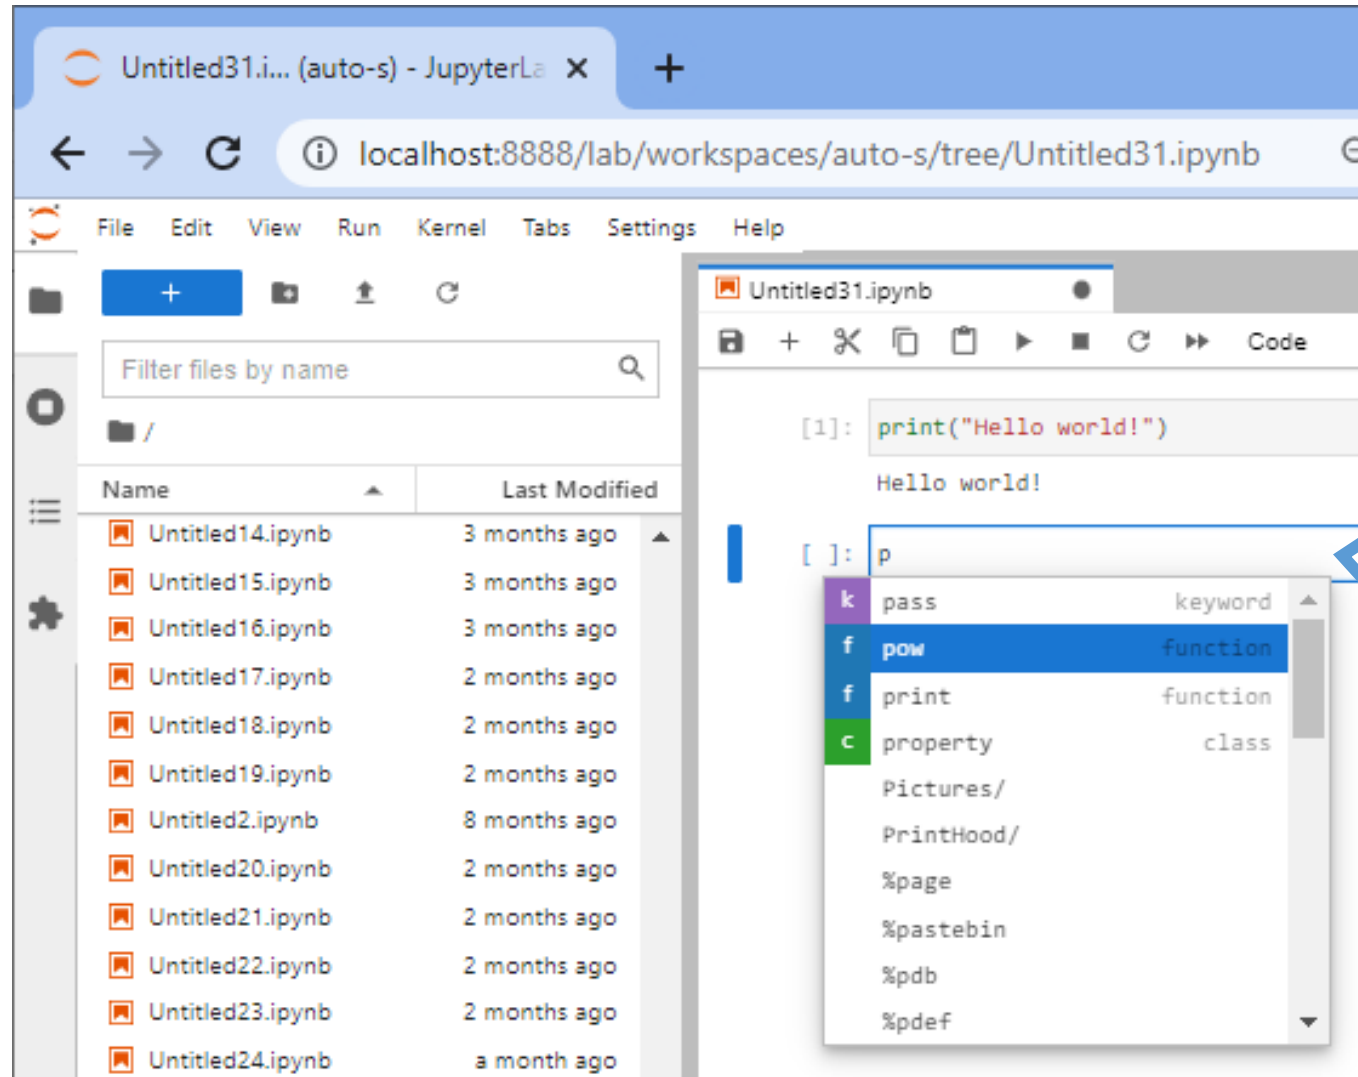 Untitled31.i... (auto-s) - JupyterLa
localhost:8888/lab/workspaces/auto-s/tree/Untitled31.ipynb
File Edit View Run Kernel Tabs Settings Help
Filter files by name
/
Name Last Modified
Untitled14.ipynb 3 months ago
Untitled15.ipynb 3 months ago
Untitled16.ipynb 3 months ago
Untitled17.ipynb 2 months ago
Untitled18.ipynb 2 months ago
Untitled19.ipynb 2 months ago
Untitled2.ipynb 8 months ago
Untitled20.ipynb 2 months ago
Untitled21.ipynb 2 months ago
Untitled22.ipynb 2 months ago
Untitled23.ipynb 2 months ago
Untitled24.ipynb a month ago
Untitled31.ipynb
Code
[1]: print("Hello world!")
Hello world!
[ ]: p
k pass keyword
f pow function
f print function
c property class
Pictures/
PrintHood/
%page
%pastebin
%pdb
%pdef